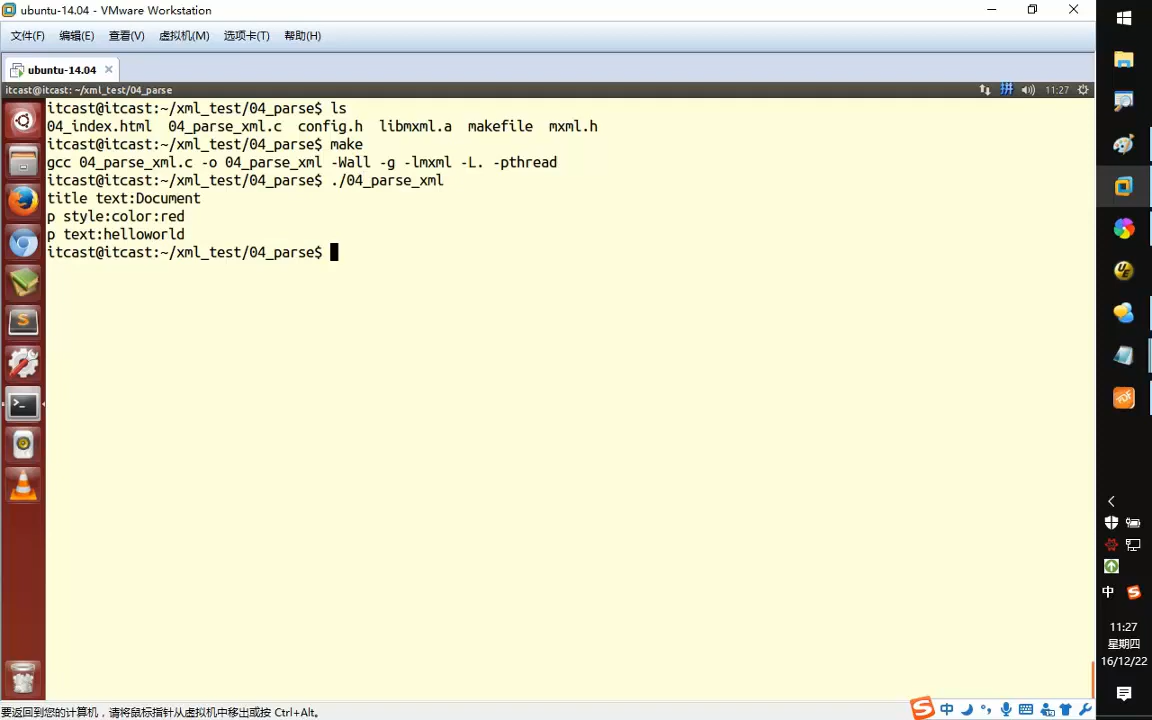 ubuntu-14.04 - VMware Workstation
文件(F) 编辑(E) 查看(V) 虚拟机(M) 选项卡(T) 帮助(H)
ubuntu-14.04
itcast@itcast: ~/xml_test/04_parse
拼 11:27
itcast@itcast:~/xml_test/04_parse$ ls
04_index.html 04_parse_xml.c config.h libmxml.a makefile mxml.h
itcast@itcast:~/xml_test/04_parse$ make
gcc 04_parse_xml.c -o 04_parse_xml -Wall -g -lmxml -L. -pthread
itcast@itcast:~/xml_test/04_parse$ ./04_parse_xml
title text:Document
p style:color:red
p text:helloworld
itcast@itcast:~/xml_test/04_parse$
要返回到您的计算机，请将鼠标指针从虚拟机中移出或按 Ctrl+Alt。
中
中
11:27
星期四
16/12/22